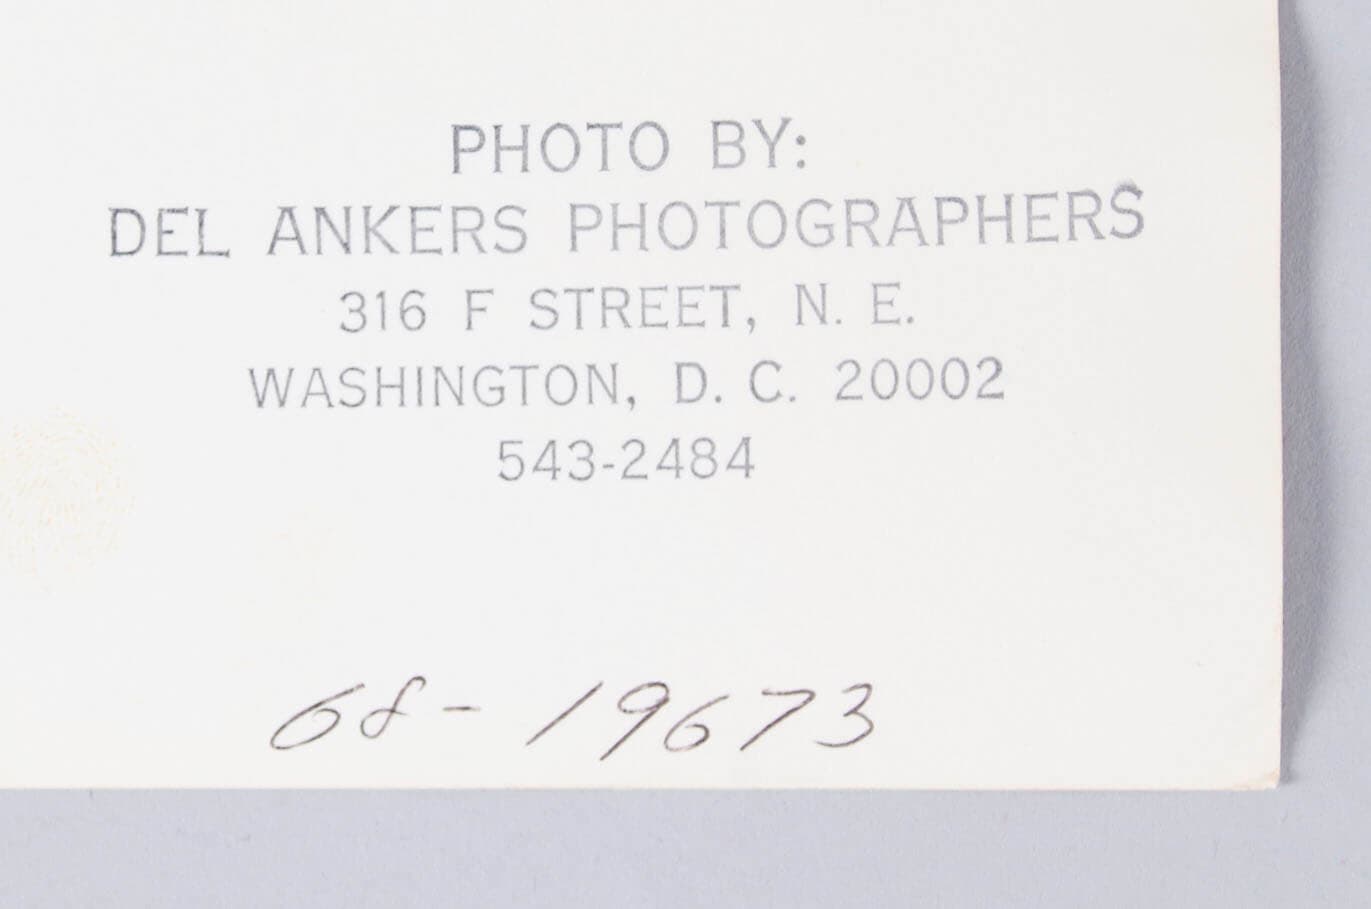 PHOTO BY:
DEL ANKERS PHOTOGRAPHERS
316 F STREET, N. E.
WASHINGTON, D. C. 20002
543-2484
68-19673